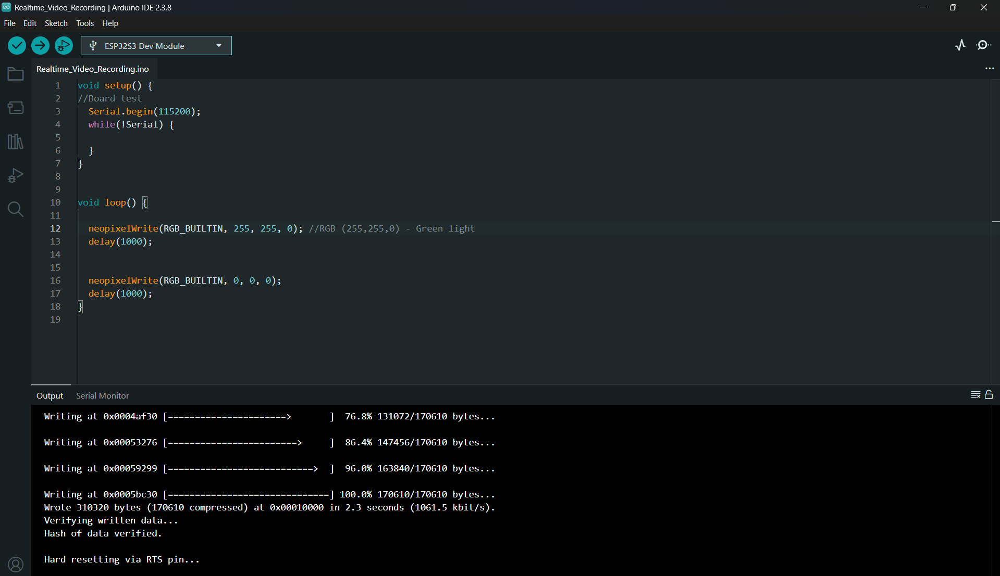 Realtime_Video_Recording | Arduino IDE 2.3.8
File Edit Sketch Tools Help
ESP32S3 Dev Module
Realtime_Video_Recording.ino
1 void setup() {
2 //Board test
3 Serial.begin(115200);
4 while(!Serial) {
5
6 }
7 }
8
9
10 void loop() {
11
12 neopixelWrite(RGB_BUILTIN, 255, 255, 0); //RGB (255,255,0) - Green light
13 delay(1000);
14
15
16 neopixelWrite(RGB_BUILTIN, 0, 0, 0);
17 delay(1000);
18 }
19
Output Serial Monitor
Writing at 0x0004af30 [======================> ] 76.8% 131072/170610 bytes...
Writing at 0x00053276 [========================> ] 86.4% 147456/170610 bytes...
Writing at 0x00059299 [===========================> ] 96.0% 163840/170610 bytes...
Writing at 0x0005bc30 [==============================] 100.0% 170610/170610 bytes...
Wrote 310320 bytes (170610 compressed) at 0x00010000 in 2.3 seconds (1061.5 kbit/s).
Verifying written data...
Hash of data verified.
Hard resetting via RTS pin...